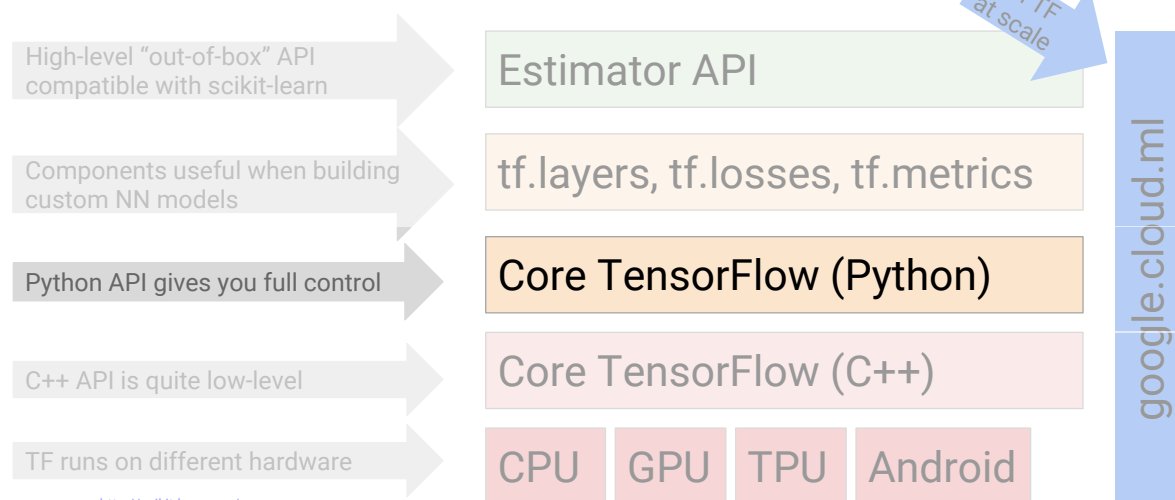 TF
at scale
High-level “out-of-box” API
compatible with scikit-learn
Estimator API
Components useful when building
custom NN models
tf.layers, tf.losses, tf.metrics
Python API gives you full control
Core TensorFlow (Python)
C++ API is quite low-level
Core TensorFlow (C++)
TF runs on different hardware
CPU GPU TPU Android
google.cloud.ml